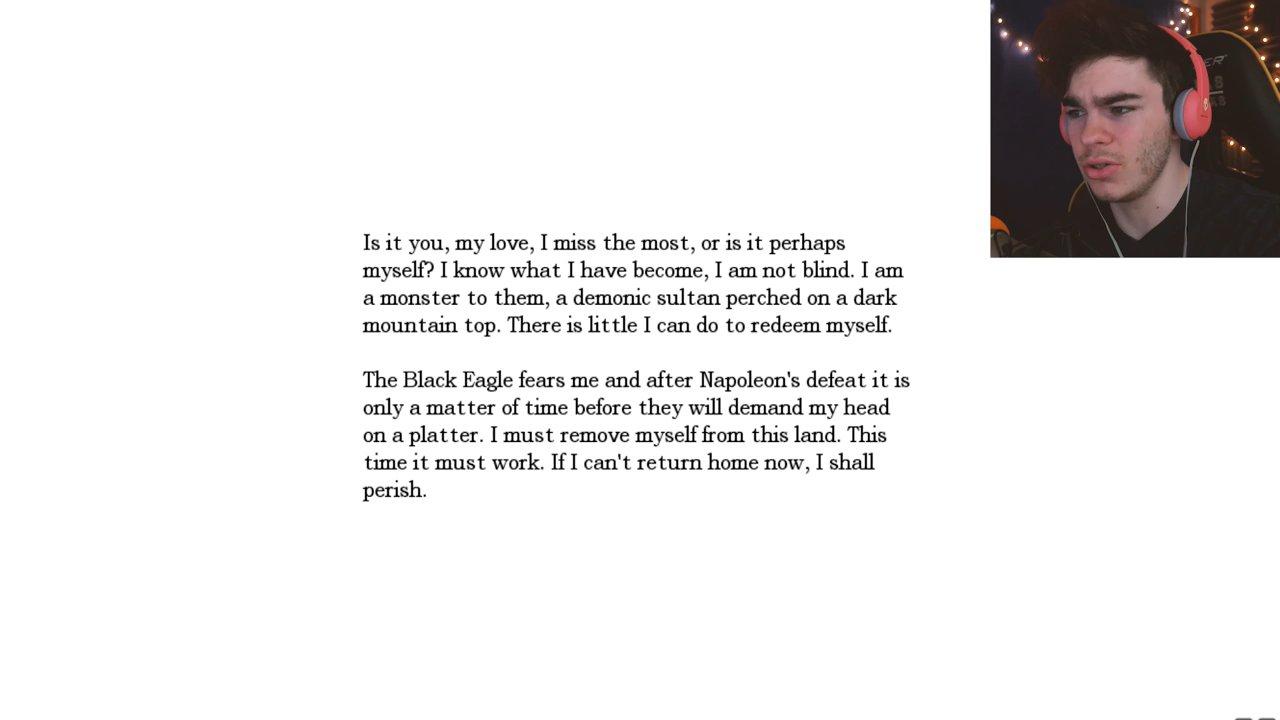 Is it you, my love, I miss the most, or is it perhaps
myself? I know what I have become, I am not blind. I am
a monster to them, a demonic sultan perched on a dark
mountain top. There is little I can do to redeem myself.
The Black Eagle fears me and after Napoleon's defeat it is
only a matter of time before they will demand my head
on a platter. I must remove myself from this land. This
time it must work. If I can't return home now, I shall
perish.